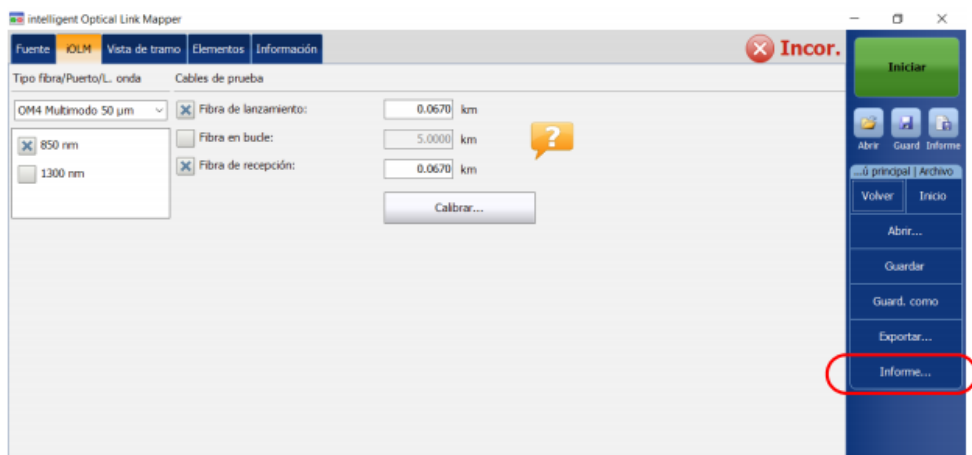 intelligent Optical Link Mapper
Fuente iOLM Vista de tramo Elementos Información
Incor.
Tipo fibra/Puerto/L. onda Cables de prueba
OM4 Multimodo 50 µm
Fibra de lanzamiento: 0.0670 km
850 nm
Fibra en bucle: 5.0000 km
1300 nm
Fibra de recepción: 0.0670 km
?
Calibrar...
Iniciar
Abrir Guard Informe
...ú principal | Archivo
Volver Inicio
Abrir...
Guardar
Guard. como
Exportar...
Informe...